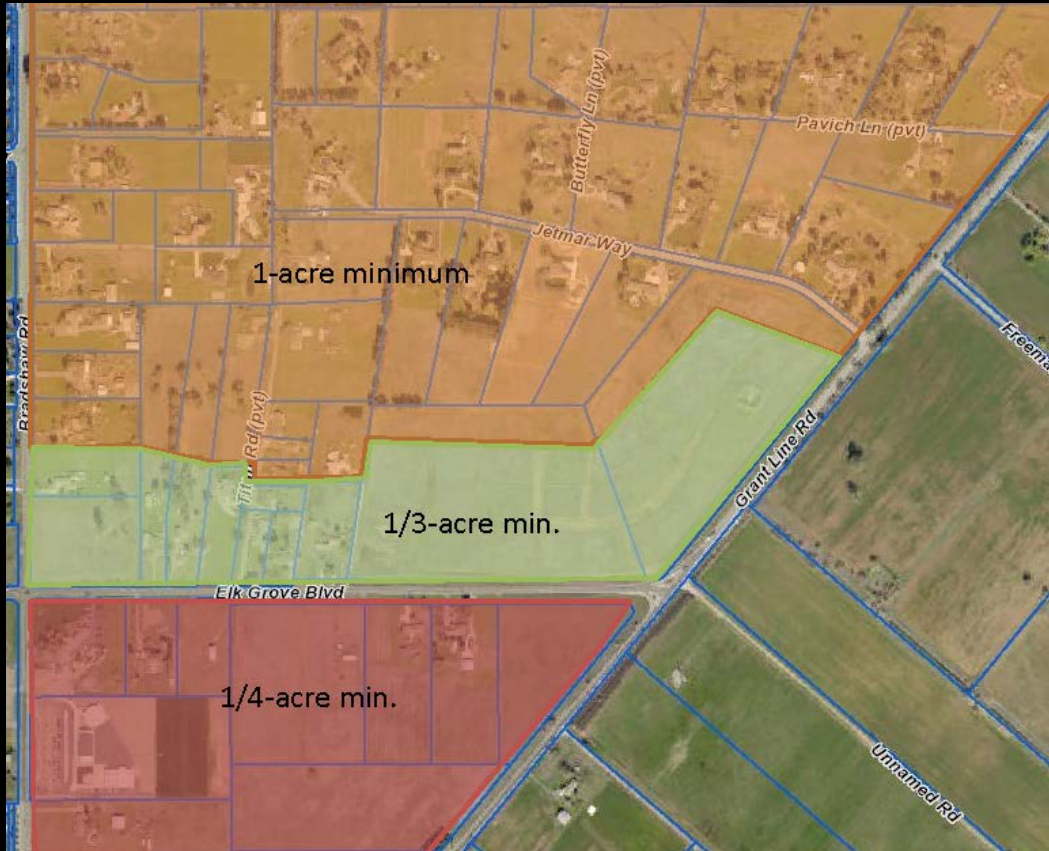 Butterfly Ln (pvt)
Pavich Ln (pvt)
Jetmar Way
1-acre minimum
Bradshaw Rd
Freema
Rd (pvt)
Grant Line Rd
1/3-acre min.
Elk Grove Blvd
1/4-acre min.
Unnamed Rd